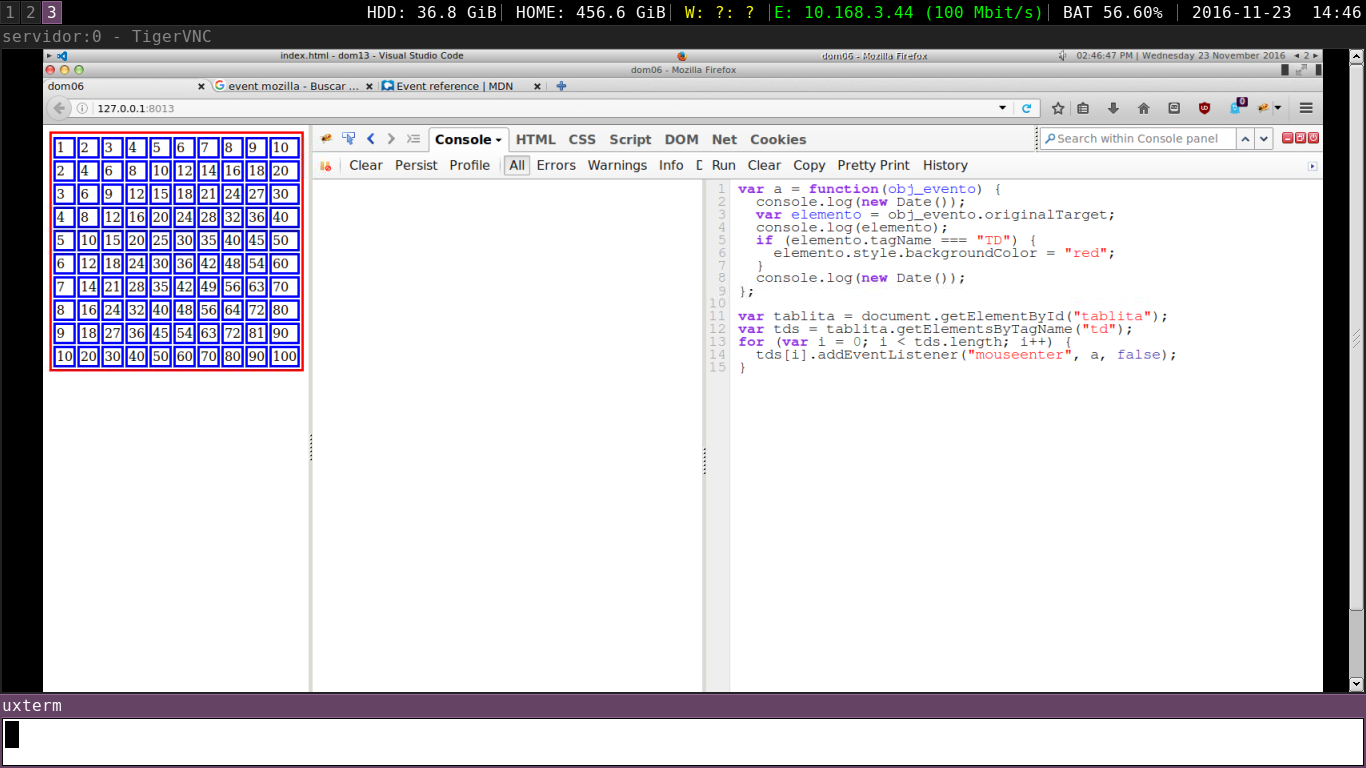 1 2 3 HDD: 36.8 GiB | HOME: 456.6 GiB | W: ?: ? | E: 10.168.3.44 (100 Mbit/s) | BAT 56.60% | 2016-11-23 14:46
servidor:0 - TigerVNC
index.html - dom13 - Visual Studio Code dom06 - Mozilla Firefox 02:46:47 PM | Wednesday 23 November 2016 2
dom06 - Mozilla Firefox
dom06 event mozilla - Buscar ... Event reference | MDN
127.0.0.1:8013 0
Console HTML CSS Script DOM Net Cookies Search within Console panel
Clear Persist Profile All Errors Warnings Info D Run Clear Copy Pretty Print History
1 2 3 4 5 6 7 8 9 10
2 4 6 8 10 12 14 16 18 20
3 6 9 12 15 18 21 24 27 30
4 8 12 16 20 24 28 32 36 40
5 10 15 20 25 30 35 40 45 50
6 12 18 24 30 36 42 48 54 60
7 14 21 28 35 42 49 56 63 70
8 16 24 32 40 48 56 64 72 80
9 18 27 36 45 54 63 72 81 90
10 20 30 40 50 60 70 80 90 100
1 var a = function(obj_evento) {
2 console.log(new Date());
3 var elemento = obj_evento.originalTarget;
4 console.log(elemento);
5 if (elemento.tagName === "TD") {
6 elemento.style.backgroundColor = "red";
7 }
8 console.log(new Date());
9 };
10
11 var tablita = document.getElementById("tablita");
12 var tds = tablita.getElementsByTagName("td");
13 for (var i = 0; i < tds.length; i++) {
14 tds[i].addEventListener("mouseenter", a, false);
15 }
uxterm